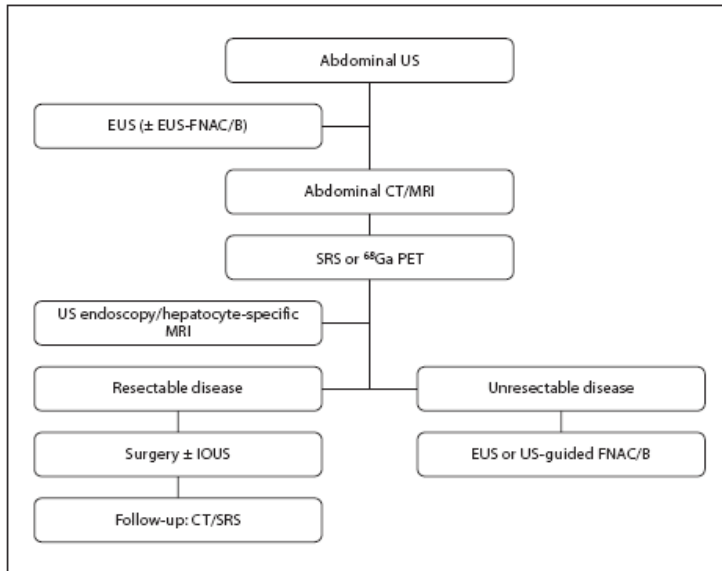 Abdominal US
EUS (± EUS-FNAC/B)
Abdominal CT/MRI
SRS or ⁶⁸Ga PET
US endoscopy/hepatocyte-specific
MRI
Resectable disease
Unresectable disease
Surgery ± IOUS
EUS or US-guided FNAC/B
Follow-up: CT/SRS